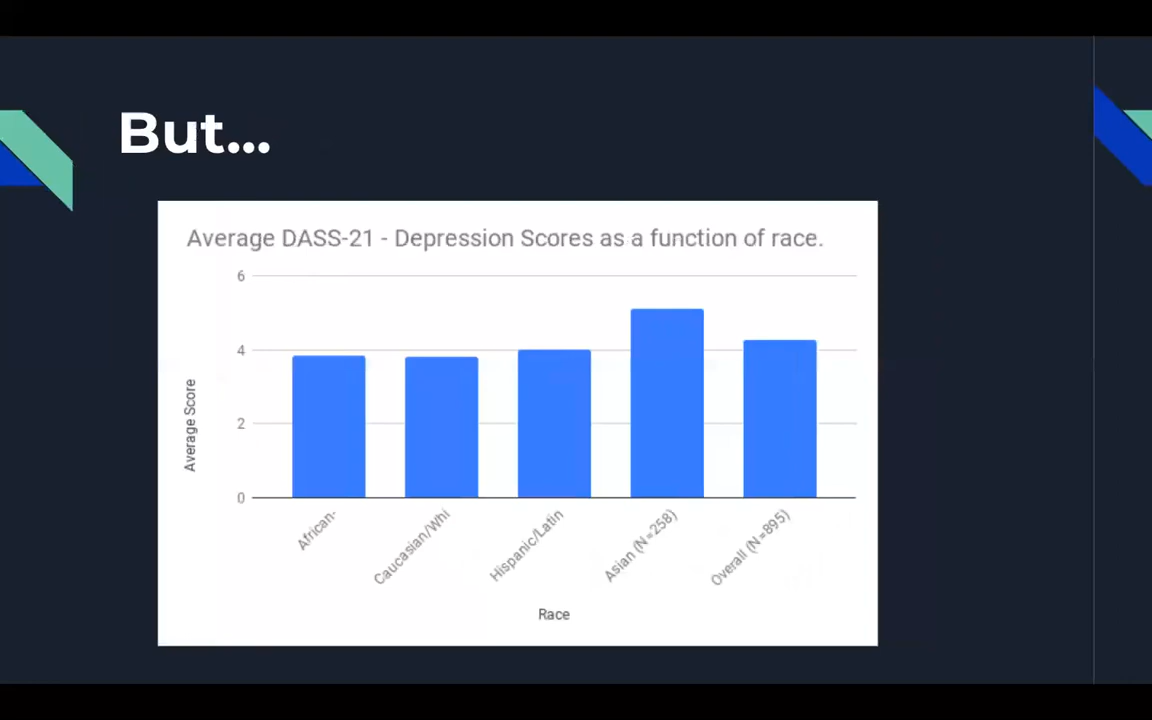 But...
Average DASS-21 - Depression Scores as a function of race.
6
4
2
0
Average Score
African-
Caucasian/Whi
Hispanic/Latin
Asian (N=258)
Overall (N=895)
Race